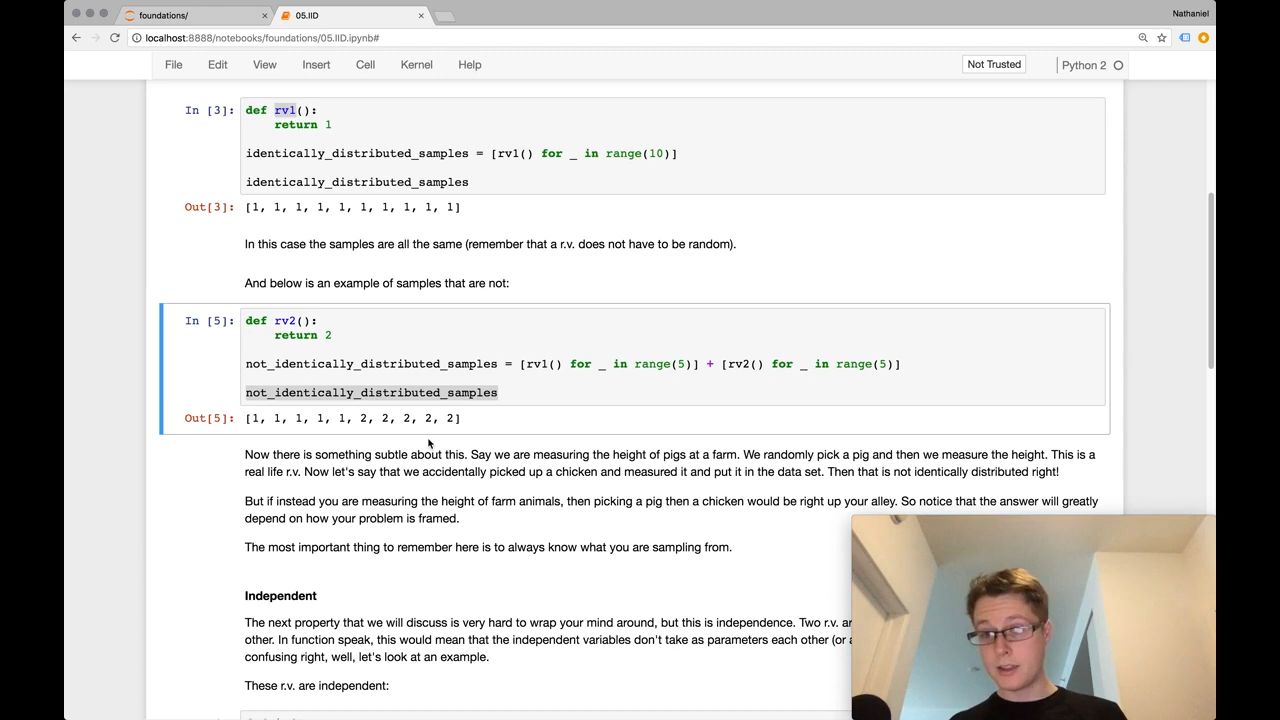 foundations/
05.IID
Nathaniel
localhost:8888/notebooks/foundations/05.IID.ipynb#
File Edit View Insert Cell Kernel Help
Not Trusted
Python 2
In [3]:
def rv1():
return 1
identically_distributed_samples = [rv1() for _ in range(10)]
identically_distributed_samples
Out[3]:
[1, 1, 1, 1, 1, 1, 1, 1, 1, 1]
In this case the samples are all the same (remember that a r.v. does not have to be random).
And below is an example of samples that are not:
In [5]:
def rv2():
return 2
not_identically_distributed_samples = [rv1() for _ in range(5)] + [rv2() for _ in range(5)]
not_identically_distributed_samples
Out[5]:
[1, 1, 1, 1, 1, 2, 2, 2, 2, 2]
Now there is something subtle about this. Say we are measuring the height of pigs at a farm. We randomly pick a pig and then we measure the height. This is a
real life r.v. Now let's say that we accidentally picked up a chicken and measured it and put it in the data set. Then that is not identically distributed right!
But if instead you are measuring the height of farm animals, then picking a pig then a chicken would be right up your alley. So notice that the answer will greatly
depend on how your problem is framed.
The most important thing to remember here is to always know what you are sampling from.
Independent
The next property that we will discuss is very hard to wrap your mind around, but this is independence. Two r.v.
other. In function speak, this would mean that the independent variables don't take as parameters each other (or
confusing right, well, let's look at an example.
These r.v. are independent: